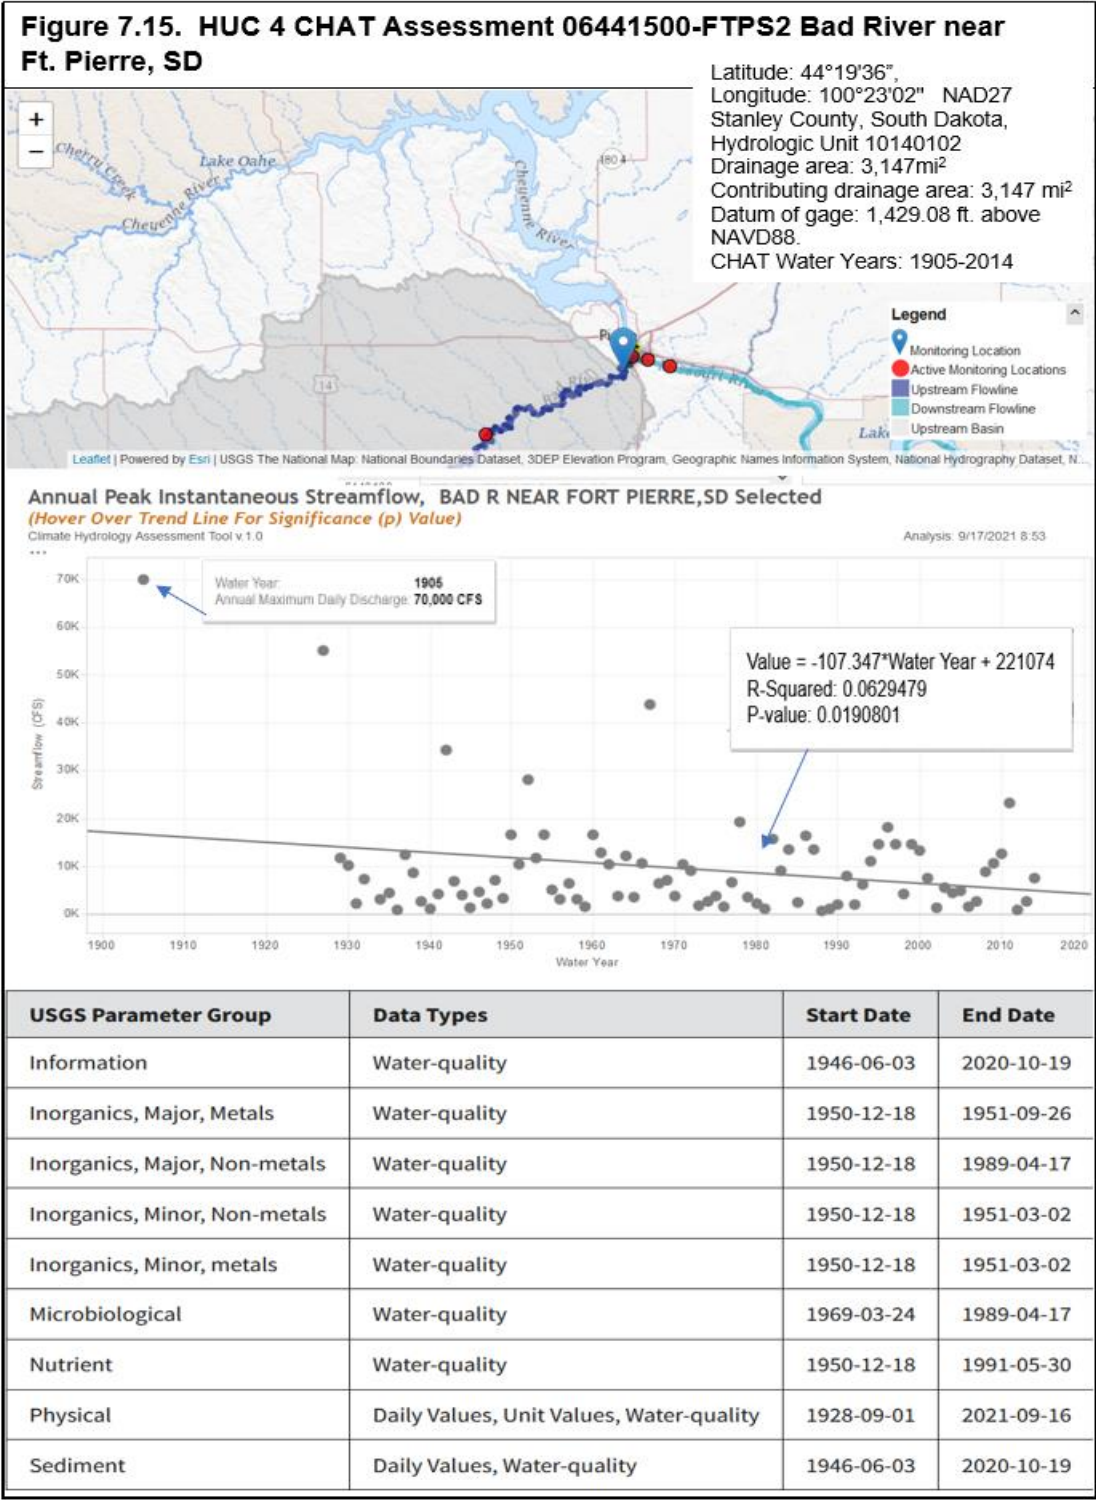 Figure 7.15. HUC 4 CHAT Assessment 06441500-FTPS2 Bad River near
Ft. Pierre, SD
Latitude: 44°19'36",
Longitude: 100°23'02" NAD27
Stanley County, South Dakota,
Hydrologic Unit 10140102
Drainage area: 3,147mi²
Contributing drainage area: 3,147 mi²
Datum of gage: 1,429.08 ft. above
NAVD88.
CHAT Water Years: 1905-2014
+
−
Cherry Creek
Lake Oahe
Cheyenne River
Cheyenne River
14
Bad River
Legend
Monitoring Location
Active Monitoring Locations
Upstream Flowline
Downstream Flowline
Upstream Basin
Leaflet | Powered by Esri | USGS The National Map: National Boundaries Dataset, 3DEP Elevation Program, Geographic Names Information System, National Hydrography Dataset, N...
Annual Peak Instantaneous Streamflow, BAD R NEAR FORT PIERRE,SD Selected
(Hover Over Trend Line For Significance (p) Value)
Climate Hydrology Assessment Tool v.1.0
Analysis: 9/17/2021 8:53
Water Year: 1905
Annual Maximum Daily Discharge: 70,000 CFS
Value = -107.347*Water Year + 221074
R-Squared: 0.0629479
P-value: 0.0190801
Streamflow (CFS)
70K
60K
50K
40K
30K
20K
10K
0K
1900 1910 1920 1930 1940 1950 1960 1970 1980 1990 2000 2010 2020
Water Year
USGS Parameter Group Data Types Start Date End Date
Information Water-quality 1946-06-03 2020-10-19
Inorganics, Major, Metals Water-quality 1950-12-18 1951-09-26
Inorganics, Major, Non-metals Water-quality 1950-12-18 1989-04-17
Inorganics, Minor, Non-metals Water-quality 1950-12-18 1951-03-02
Inorganics, Minor, metals Water-quality 1950-12-18 1951-03-02
Microbiological Water-quality 1969-03-24 1989-04-17
Nutrient Water-quality 1950-12-18 1991-05-30
Physical Daily Values, Unit Values, Water-quality 1928-09-01 2021-09-16
Sediment Daily Values, Water-quality 1946-06-03 2020-10-19